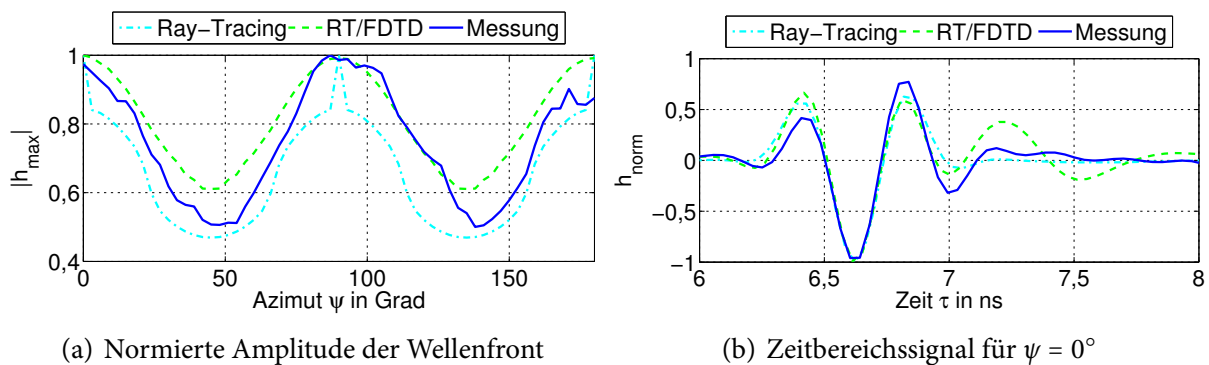 Ray−Tracing RT/FDTD Messung
1
0,8
0,6
0,4
|h_max|
0 50 100 150
Azimut ψ in Grad
(a) Normierte Amplitude der Wellenfront
Ray−Tracing RT/FDTD Messung
1
0,5
0
−0,5
−1
h_norm
6 6,5 7 7,5 8
Zeit τ in ns
(b) Zeitbereichssignal für ψ = 0°